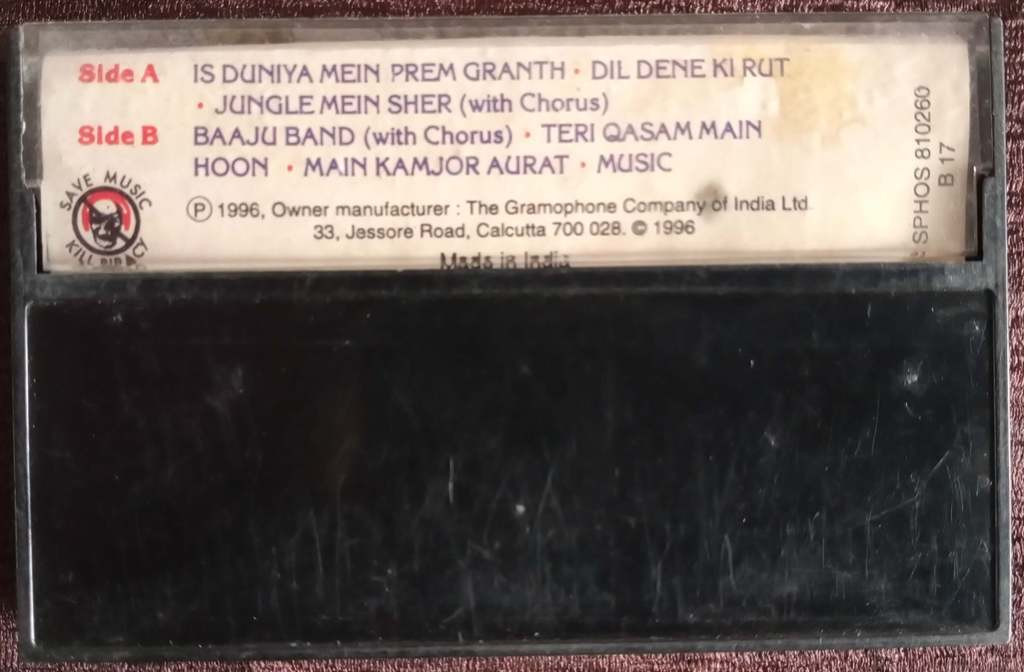 Side A IS DUNIYA MEIN PREM GRANTH • DIL DENE KI RUT
• JUNGLE MEIN SHER (with Chorus)
Side B BAAJU BAND (with Chorus) • TERI QASAM MAIN
HOON • MAIN KAMJOR AURAT • MUSIC
SAVE MUSIC
KILL PIRACY
Ⓟ 1996, Owner manufacturer : The Gramophone Company of India Ltd
33, Jessore Road, Calcutta 700 028. © 1996
Made in India
: SPHOS 810260
B 17